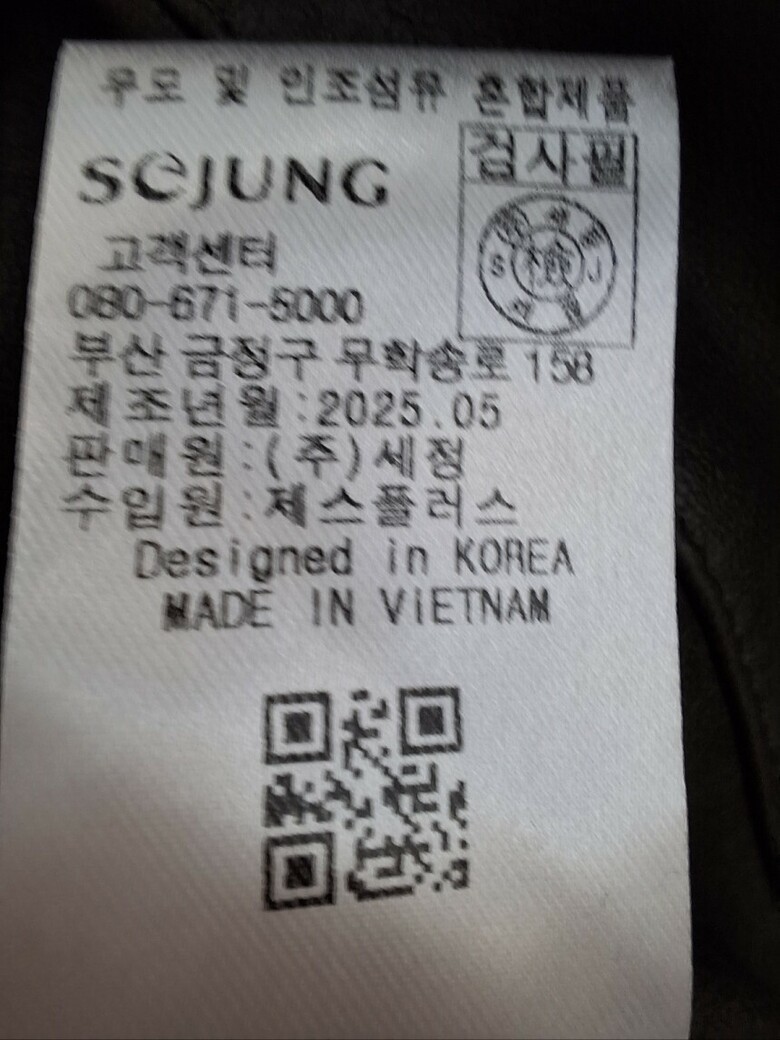 우모 및 인조섬유 혼합제품
SEJUNG
검사필
S 檢 J
고객센터
080-671-5000
부산 금정구 무학송로 158
제조년월:2025.05
판매원:(주)세정
수입원:제스플러스
Designed in KOREA
MADE IN ViETNAM